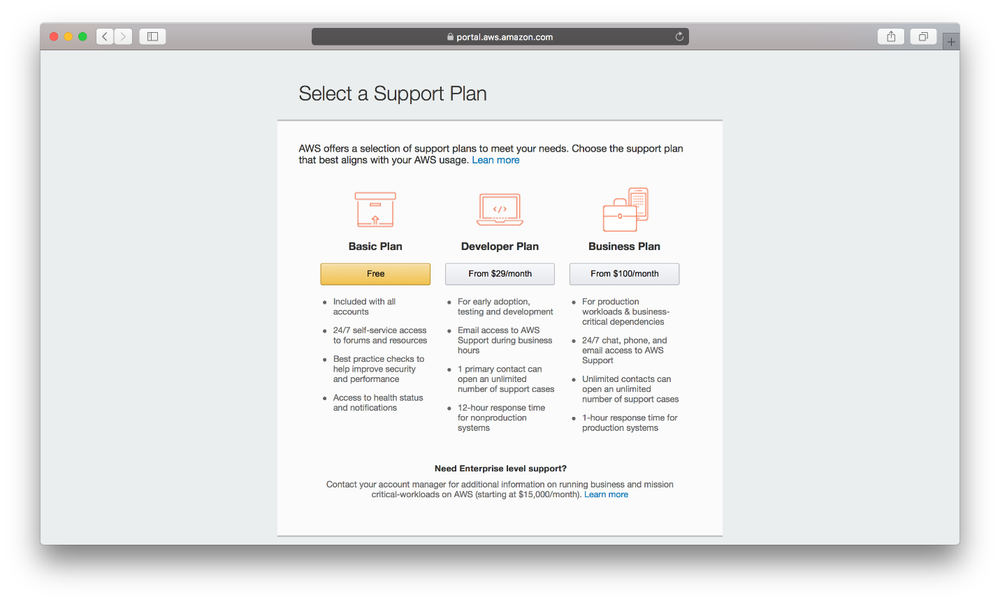 portal.aws.amazon.com
Select a Support Plan
AWS offers a selection of support plans to meet your needs. Choose the support plan
that best aligns with your AWS usage. Lean more
</>
Basic Plan
Free
Included with all
accounts
24/7 self-service access
to forums and resources
Best practice checks to
help improve security
and performance
Access to health status
and notifications
Developer Plan
From $29/month
For early adoption,
testing and development
Email access to AWS
Support during business
hours
1 primary contact can
open an unlimited
number of support cases
12-hour response time
for nonproduction
systems
Business Plan
From $100/month
For production
workloads & business-
critical dependencies
24/7 chat, phone, and
email access to AWS
Support
Unlimited contacts can
open an unlimited
number of support cases
1-hour response time for
production systems
Need Enterprise level support?
Contact your account manager for additional information on running business and mission
critical-workloads on AWS (starting at $15,000/month). Learn more